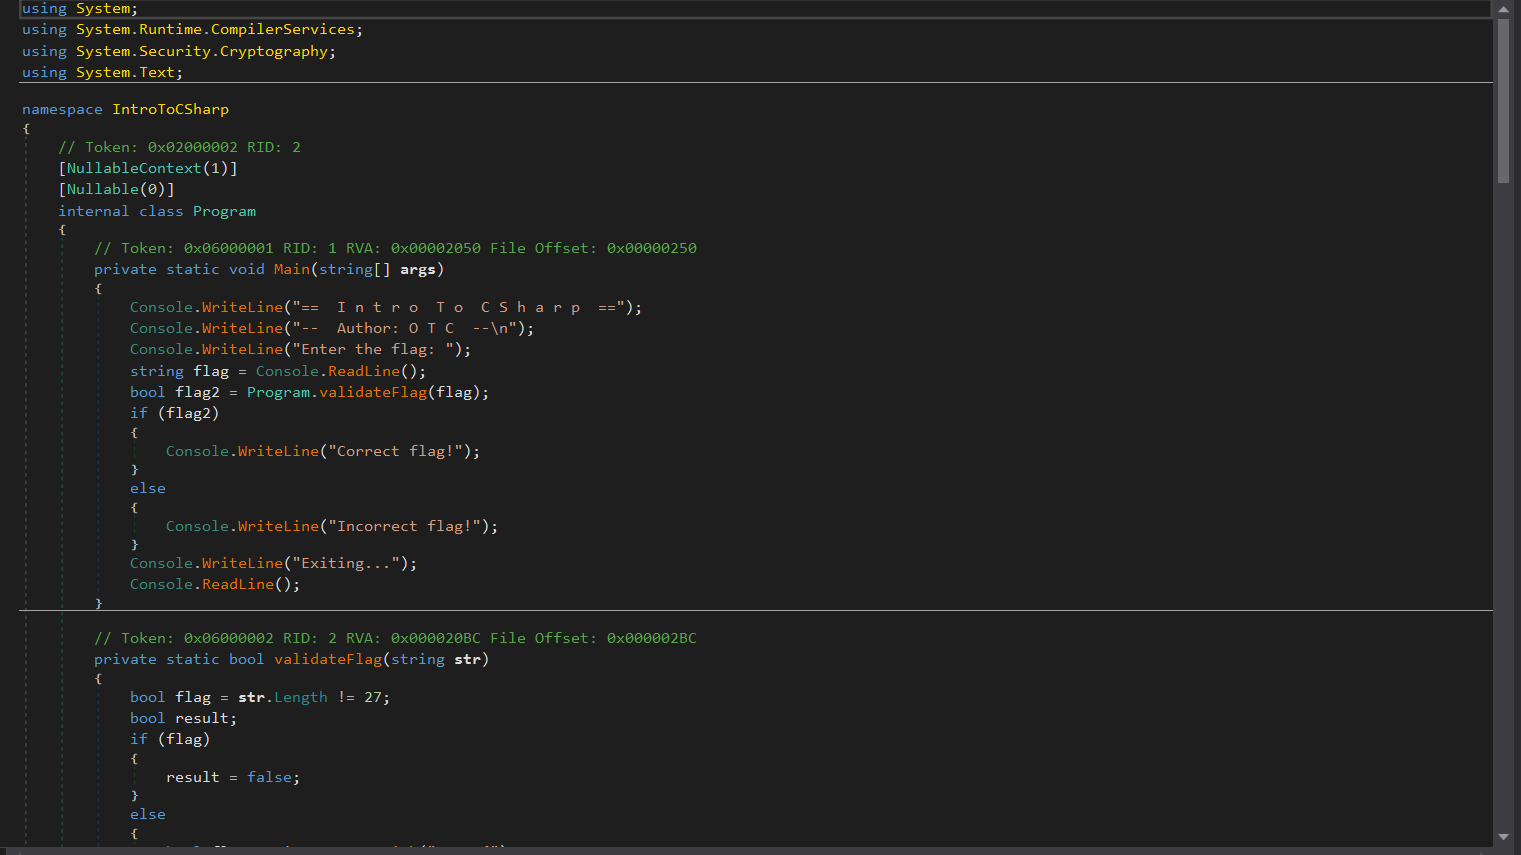 using System;
using System.Runtime.CompilerServices;
using System.Security.Cryptography;
using System.Text;
namespace IntroToCSharp
{
// Token: 0x02000002 RID: 2
[NullableContext(1)]
[Nullable(0)]
internal class Program
{
// Token: 0x06000001 RID: 1 RVA: 0x00002050 File Offset: 0x00000250
private static void Main(string[] args)
{
Console.WriteLine("==  I n t r o  T o  C S h a r p  ==");
Console.WriteLine("--  Author: O T C  --\n");
Console.WriteLine("Enter the flag: ");
string flag = Console.ReadLine();
bool flag2 = Program.validateFlag(flag);
if (flag2)
{
Console.WriteLine("Correct flag!");
}
else
{
Console.WriteLine("Incorrect flag!");
}
Console.WriteLine("Exiting...");
Console.ReadLine();
}
// Token: 0x06000002 RID: 2 RVA: 0x000020BC File Offset: 0x000002BC
private static bool validateFlag(string str)
{
bool flag = str.Length != 27;
bool result;
if (flag)
{
result = false;
}
else
{